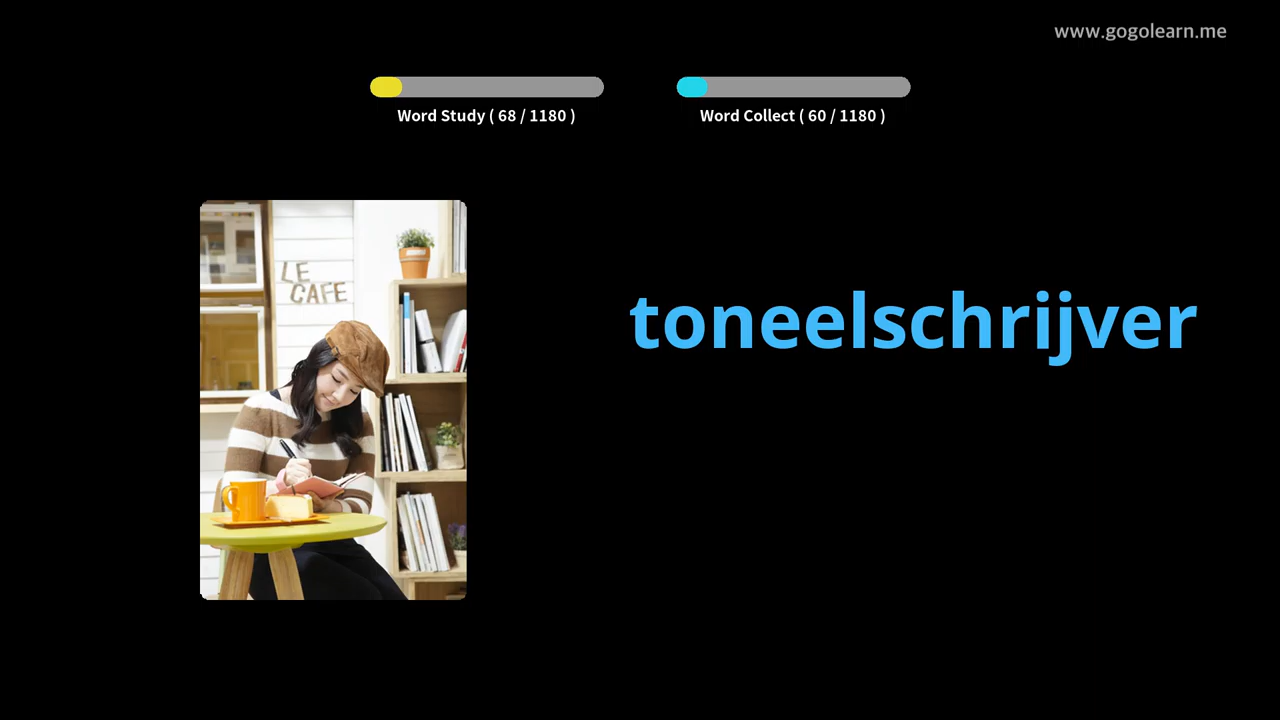 www.gogolearn.me
Word Study ( 68 / 1180 )
Word Collect ( 60 / 1180 )
LE
CAFE
toneelschrijver